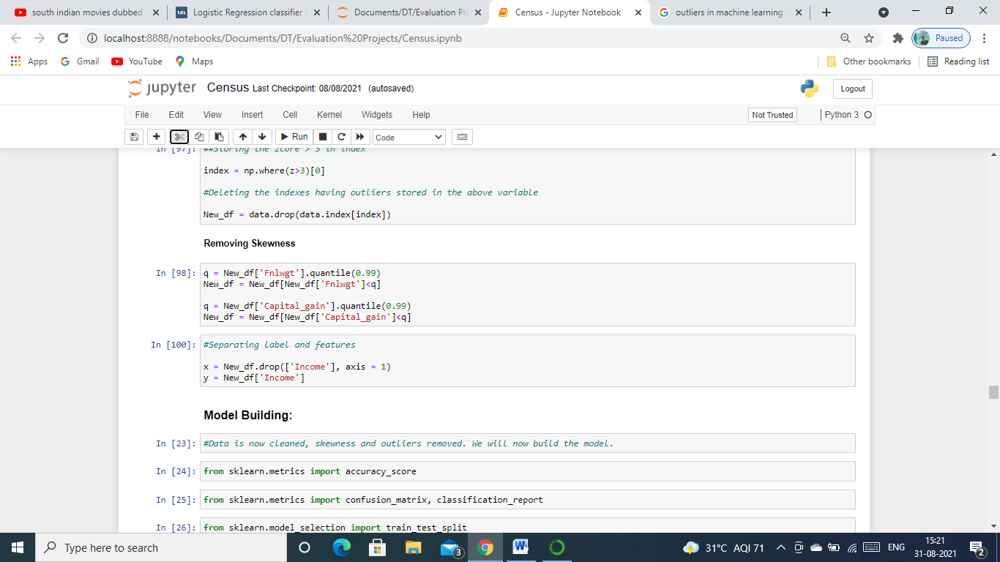 south indian movies dubbed
Logistic Regression classifier
Documents/DT/Evaluation Pr
Census - Jupyter Notebook
outliers in machine learning -
localhost:8888/notebooks/Documents/DT/Evaluation%20Projects/Census.ipynb
Paused
Apps
Gmail
YouTube
Maps
Other bookmarks
Reading list
jupyter
Census Last Checkpoint: 08/08/2021 (autosaved)
Logout
File Edit View Insert Cell Kernel Widgets Help
Not Trusted
Python 3
Run
Code
In [97]: ##Storing the zcore > 3 in index
index = np.where(z>3)[0]
#Deleting the indexes having outliers stored in the above variable
New_df = data.drop(data.index[index])
Removing Skewness
In [98]: q = New_df['Fnlwgt'].quantile(0.99)
New_df = New_df[New_df['Fnlwgt']<q]
q = New_df['Capital_gain'].quantile(0.99)
New_df = New_df[New_df['Capital_gain']<q]
In [100]: #Separating label and features
x = New_df.drop(['Income'], axis = 1)
y = New_df['Income']
Model Building:
In [23]: #Data is now cleaned, skewness and outliers removed. We will now build the model.
In [24]: from sklearn.metrics import accuracy_score
In [25]: from sklearn.metrics import confusion_matrix, classification_report
In [26]: from sklearn.model_selection import train_test_split
Type here to search
3
31°C AQI 71
ENG
15:21
31-08-2021
2